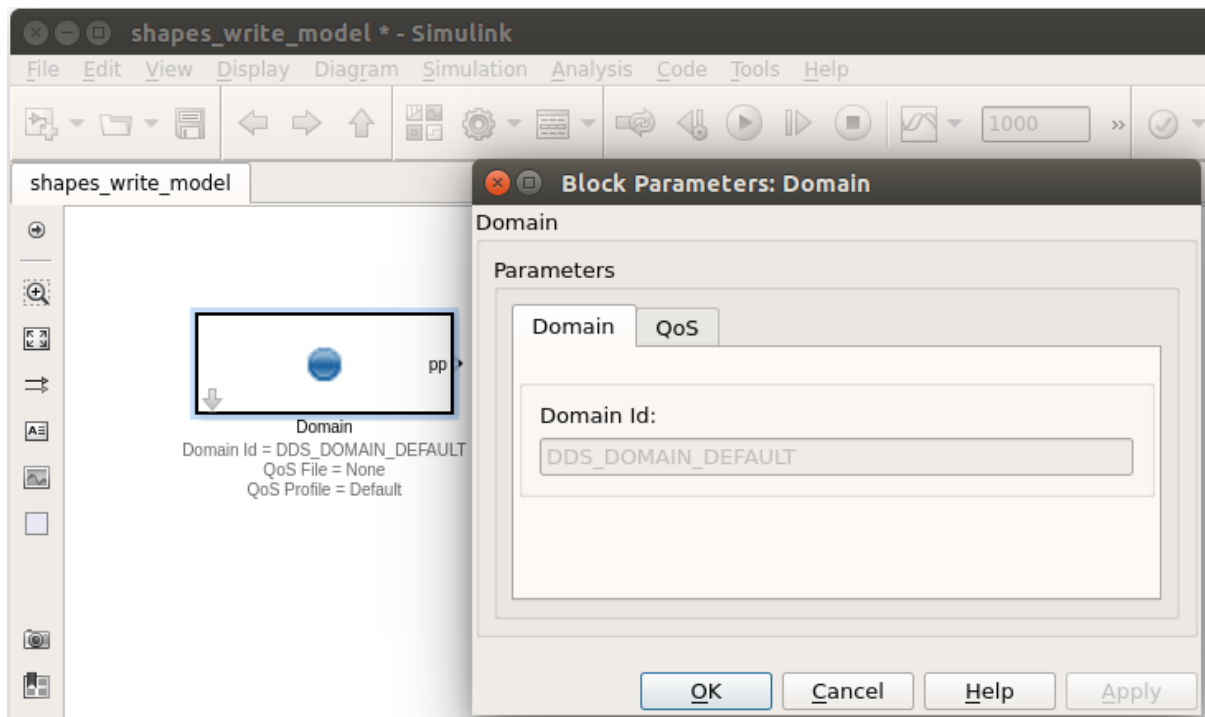 shapes_write_model * - Simulink
File Edit View Display Diagram Simulation Analysis Code Tools Help
1000 »
shapes_write_model
Block Parameters: Domain
Domain
Parameters
Domain QoS
Domain Id:
DDS_DOMAIN_DEFAULT
pp
Domain
Domain Id = DDS_DOMAIN_DEFAULT
QoS File = None
QoS Profile = Default
A
OK Cancel Help Apply